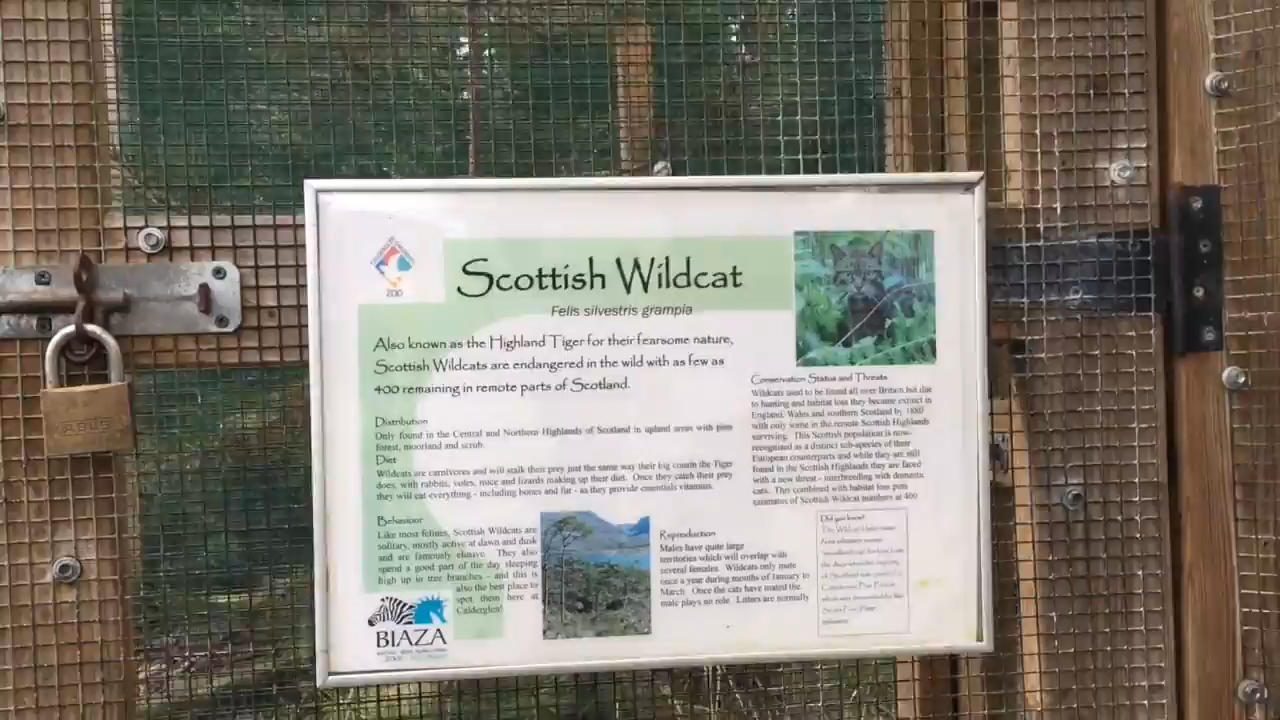 Scottish Wildcat
Felis silvestris grampia
Also known as the Highland Tiger for their fearsome nature,
Scottish Wildcats are endangered in the wild with as few as
400 remaining in remote parts of Scotland.
Distribution
Only found in the Central and Northern Highlands of Scotland in upland areas with pine
forest, moorland and scrub.
Diet
Wildcats are carnivores and will stalk their prey just the same way their big cousin the Tiger
does, with rabbits, voles, mice and lizards making up their diet. Once they catch their prey
they will eat everything - including bones and fur - as they provide essentials vitamins.
Behaviour
Like most felines, Scottish Wildcats are
solitary, mostly active at dawn and dusk
and are famously elusive. They also
spend a good part of the day sleeping
high up in tree branches - and this is
also the best place to
spot them here at
Calderglen!
BIAZA
Reproduction
Males have quite large
territories which will overlap with
several females. Wildcats only mate
once a year during months of January to
March. Once the cats have mated the
male plays no role. Litters are normally
Conservation Status and Threats
Wildcats used to be found all over Britain but due
to hunting and habitat loss they became extinct in
England, Wales and southern Scotland by 1800
with only some in the remote Scottish Highlands
surviving. This Scottish population is now
recognised as a distinct sub-species of their
European counterparts and while they are still
found in the Scottish Highlands they are faced
with a new threat - interbreeding with domestic
cats. This combined with habitat loss puts
estimates of Scottish Wildcat numbers at 400
Did you know?
ZOO
ABUS